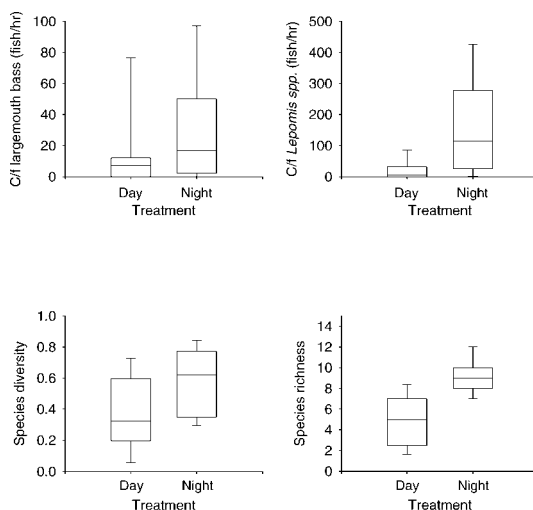 C/f largemouth bass (fish/hr)
100
80
60
40
20
0
Day Night
Treatment
C/f Lepomis spp. (fish/hr)
500
400
300
200
100
0
Day Night
Treatment
Species diversity
1.0
0.8
0.6
0.4
0.2
0.0
Day Night
Treatment
Species richness
14
12
10
8
6
4
2
0
Day Night
Treatment